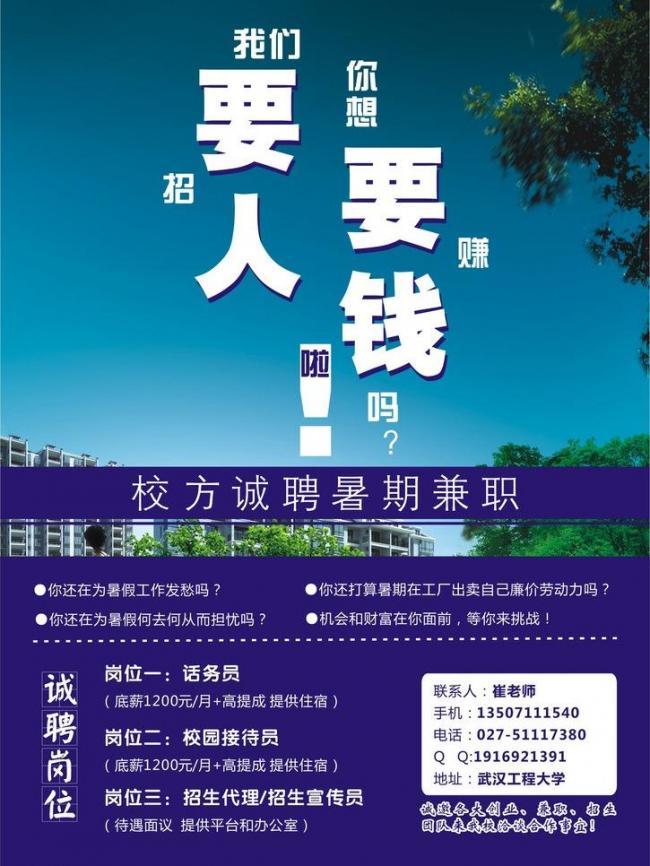 我们
要
招
人
啦
！
你想
要
赚
钱
吗？
校方诚聘暑期兼职
●你还在为暑假工作发愁吗？
●你还打算暑期在工厂出卖自己廉价劳动力吗？
●你还在为暑假何去何从而担忧吗？
●机会和财富在你面前，等你来挑战！
诚聘岗位
岗位一：话务员
（底薪1200元/月+高提成 提供住宿）
岗位二：校园接待员
（底薪1200元/月+高提成 提供住宿）
岗位三：招生代理/招生宣传员
（待遇面议 提供平台和办公室）
联系人：崔老师
手机：13507111540
电话：027-51117380
Q Q:1916921391
地址：武汉工程大学
诚邀各大创业、兼职、招生
团队来我校洽谈合作事宜！